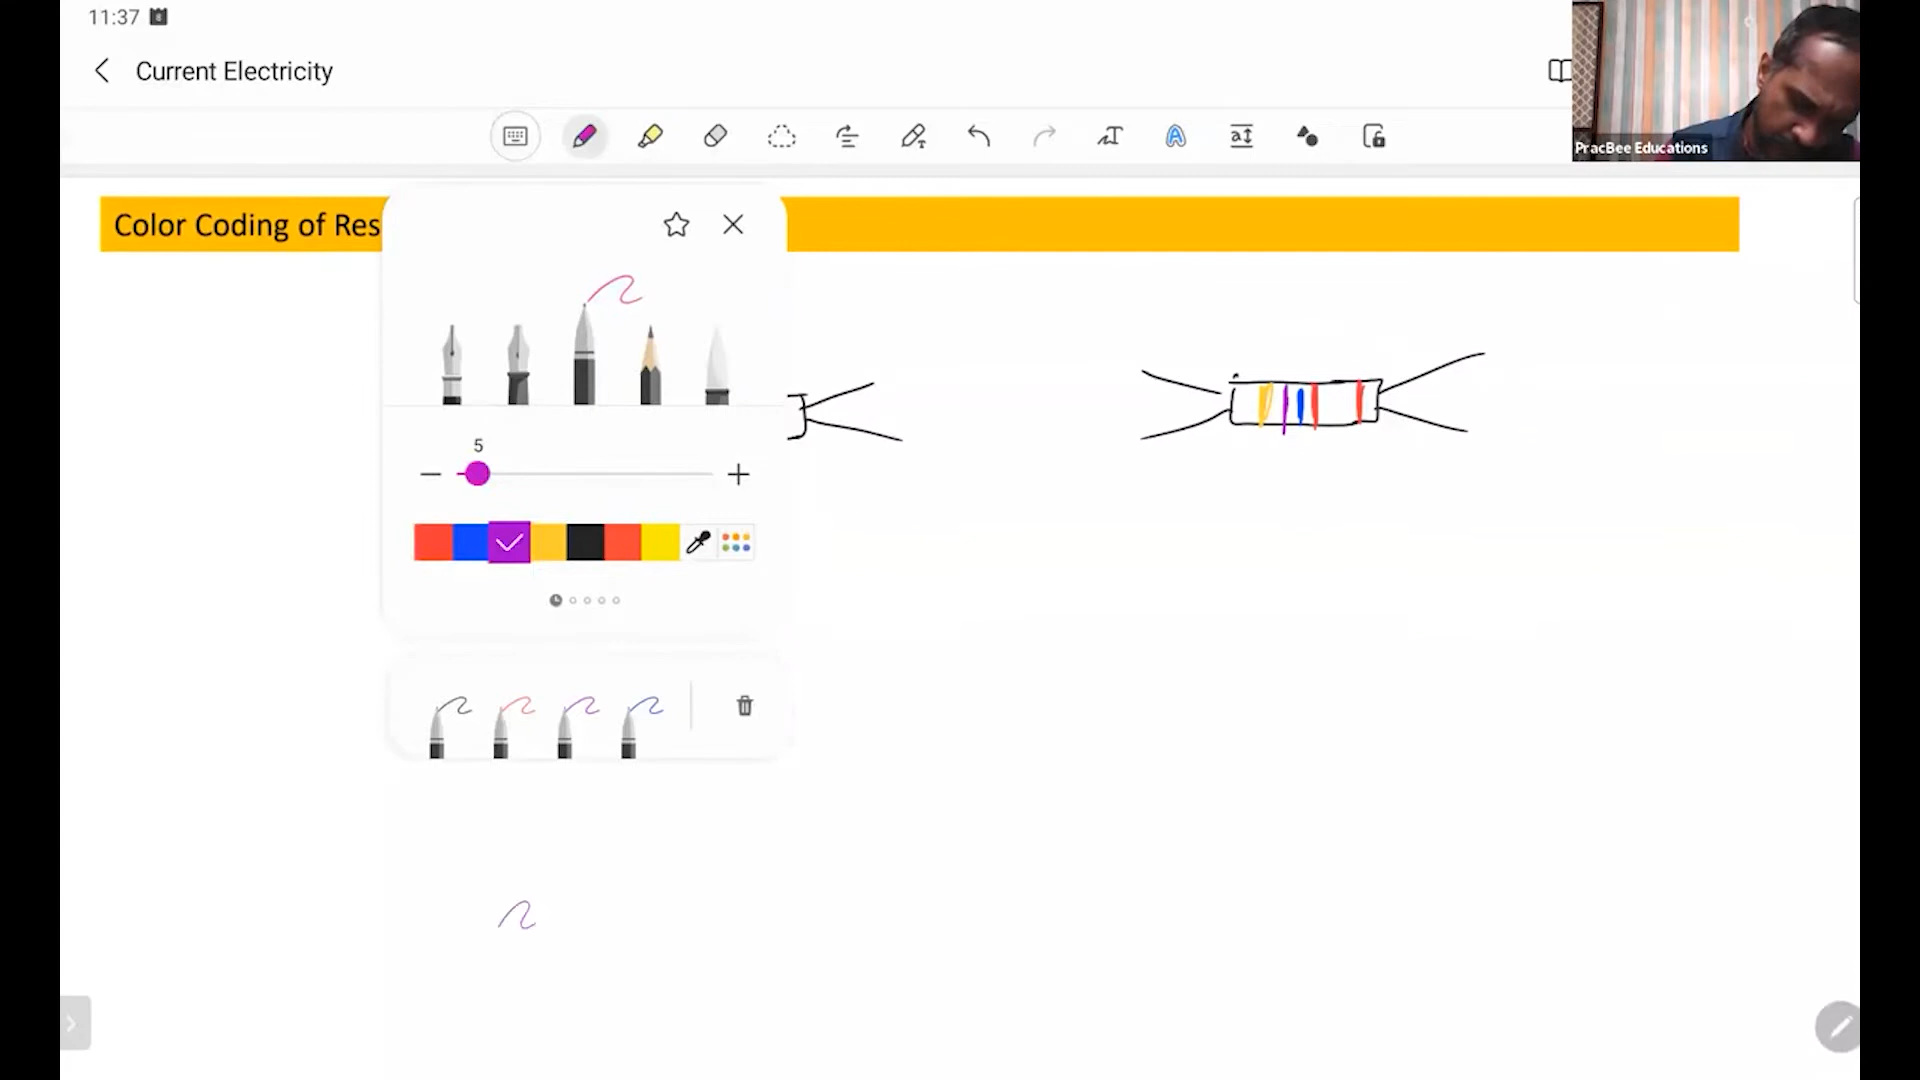 11:37
Current Electricity
PracBee Educations
Color Coding of Res
5